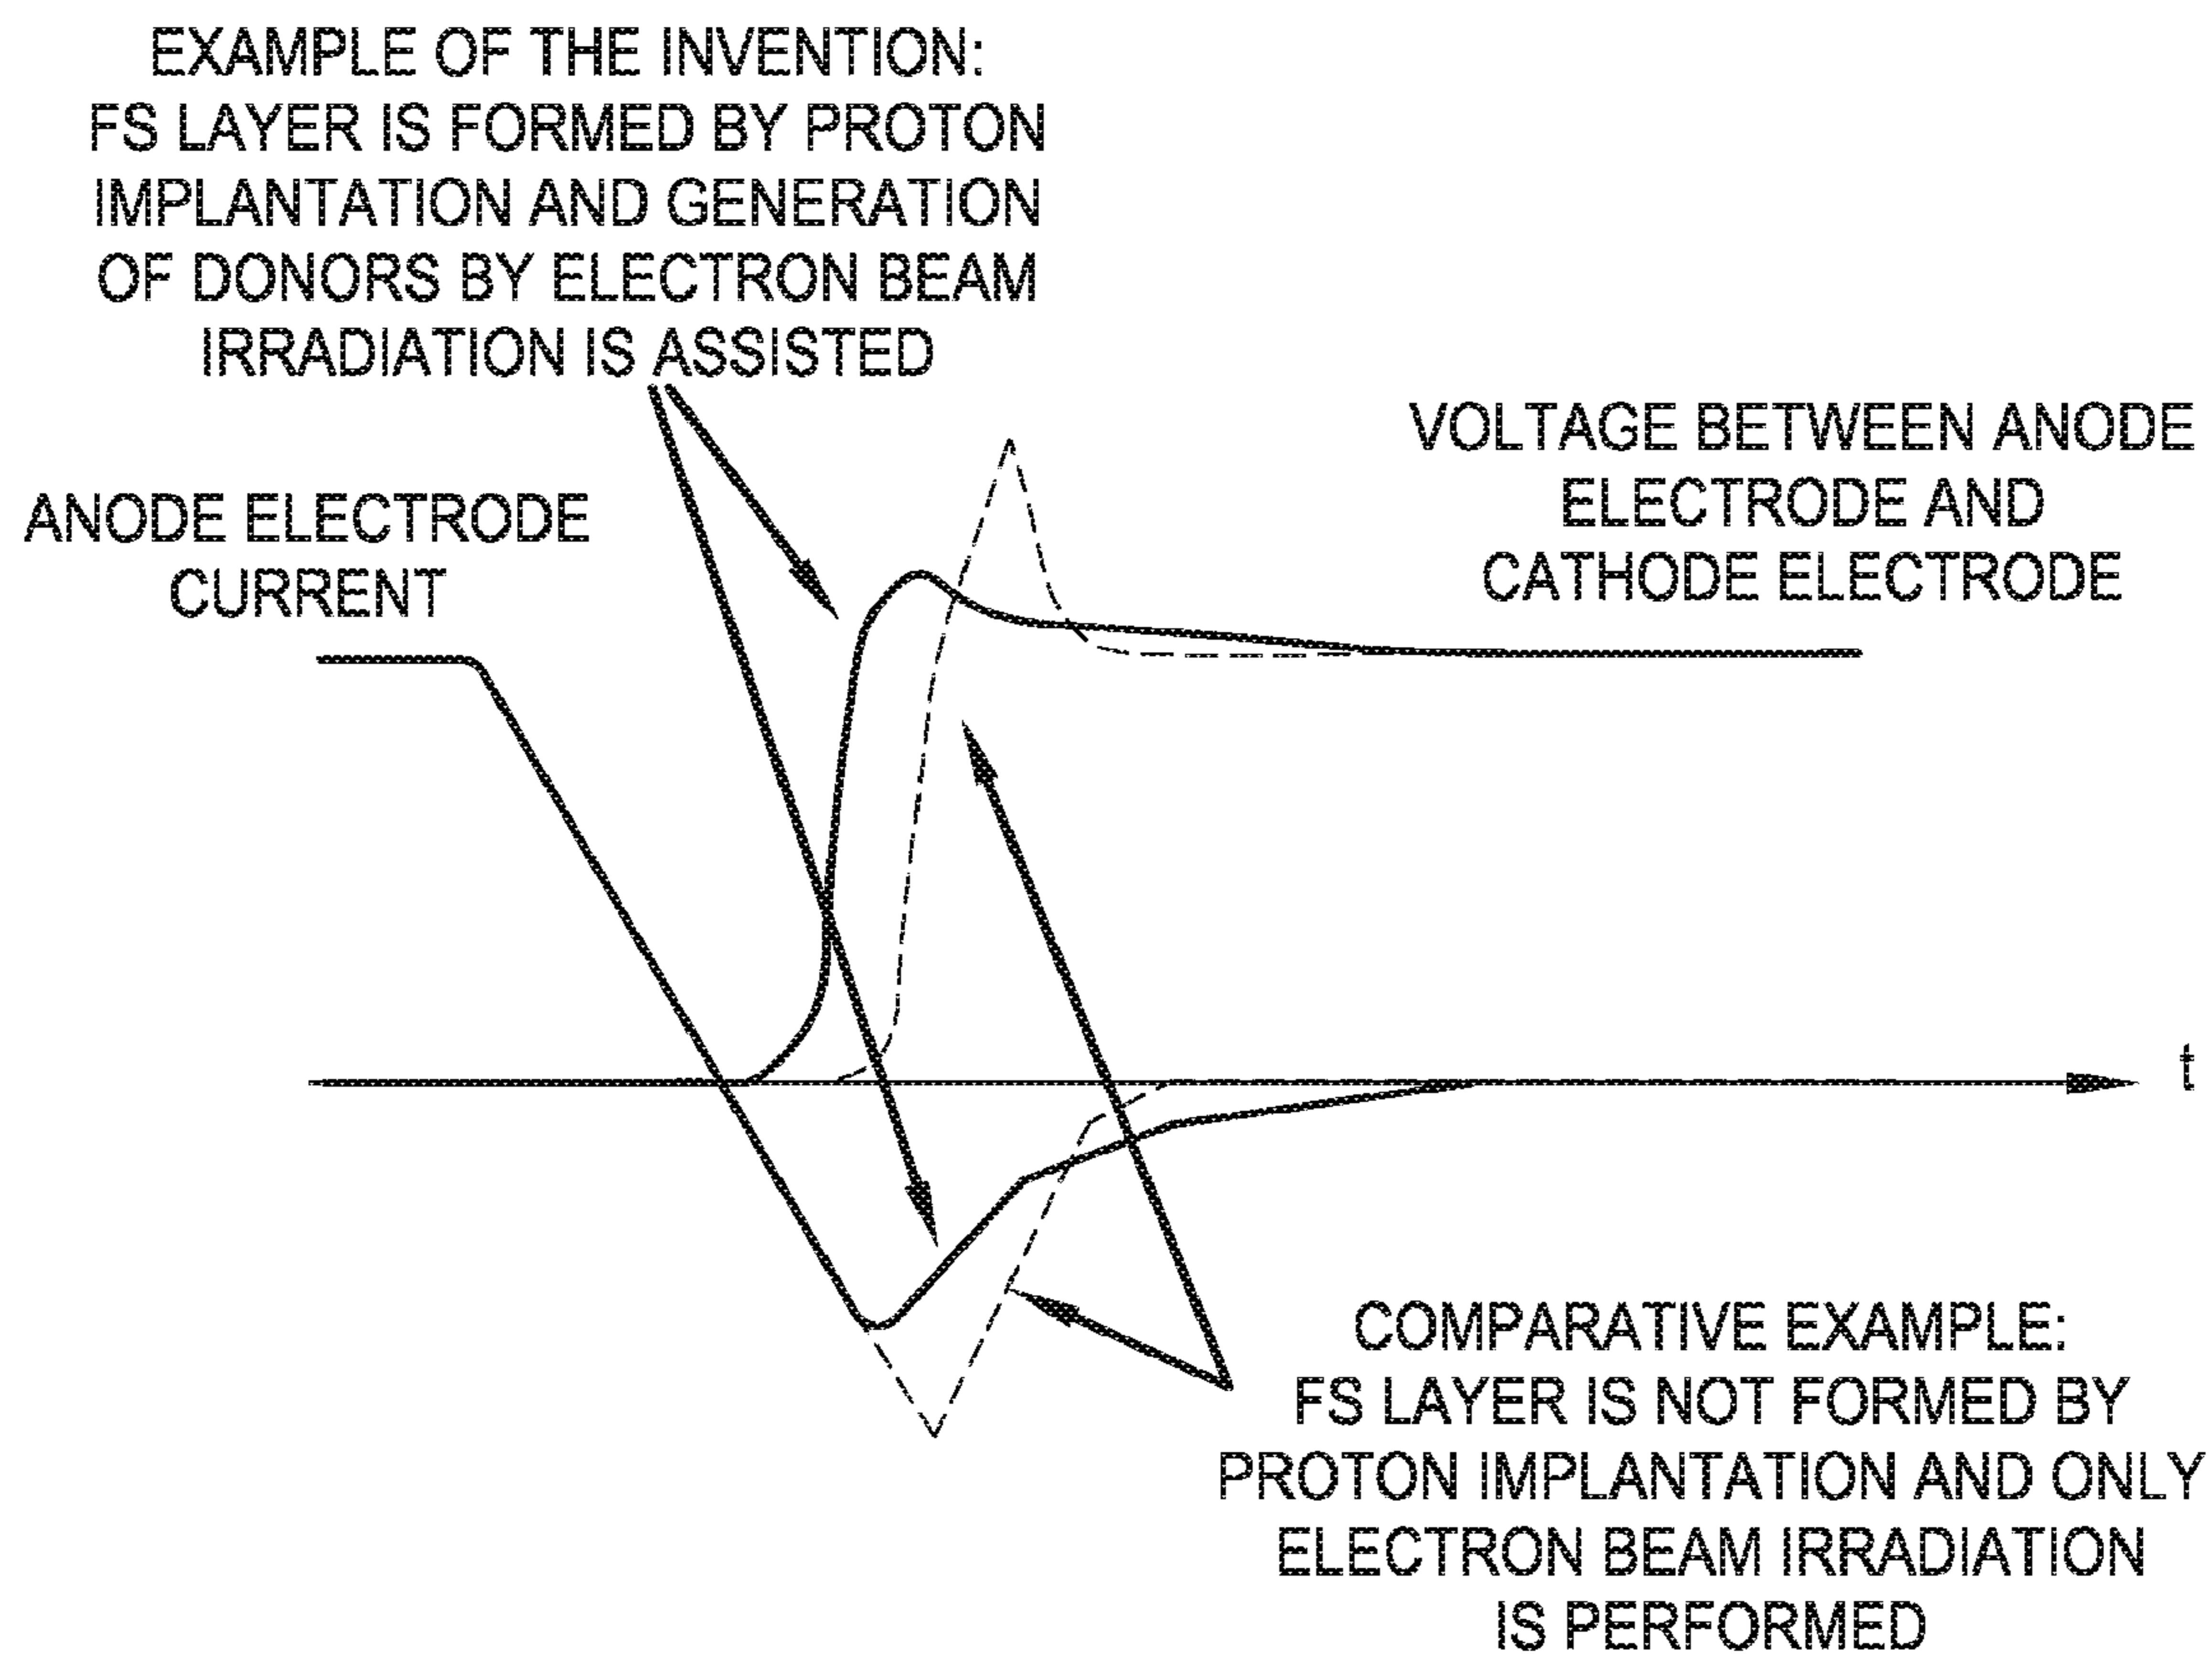 EXAMPLE OF THE INVENTION:
FS LAYER IS FORMED BY PROTON
IMPLANTATION AND GENERATION
OF DONORS BY ELECTRON BEAM
IRRADIATION IS ASSISTED
VOLTAGE BETWEEN ANODE
ELECTRODE AND
CATHODE ELECTRODE
ANODE ELECTRODE
CURRENT
t
COMPARATIVE EXAMPLE:
FS LAYER IS NOT FORMED BY
PROTON IMPLANTATION AND ONLY
ELECTRON BEAM IRRADIATION
IS PERFORMED